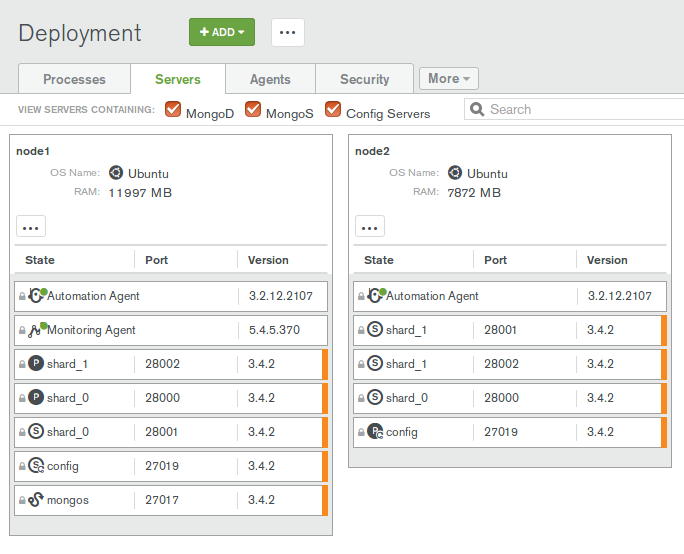 Deployment
+ ADD
...
Processes
Servers
Agents
Security
More
VIEW SERVERS CONTAINING:
MongoD
MongoS
Config Servers
Search
node1
OS Name: Ubuntu
RAM: 11997 MB
...
State Port Version
Automation Agent 3.2.12.2107
Monitoring Agent 5.4.5.370
P shard_1 28002 3.4.2
P shard_0 28000 3.4.2
S shard_0 28001 3.4.2
S config 27019 3.4.2
mongos 27017 3.4.2
node2
OS Name: Ubuntu
RAM: 7872 MB
...
State Port Version
Automation Agent 3.2.12.2107
S shard_1 28001 3.4.2
S shard_1 28002 3.4.2
S shard_0 28000 3.4.2
P config 27019 3.4.2